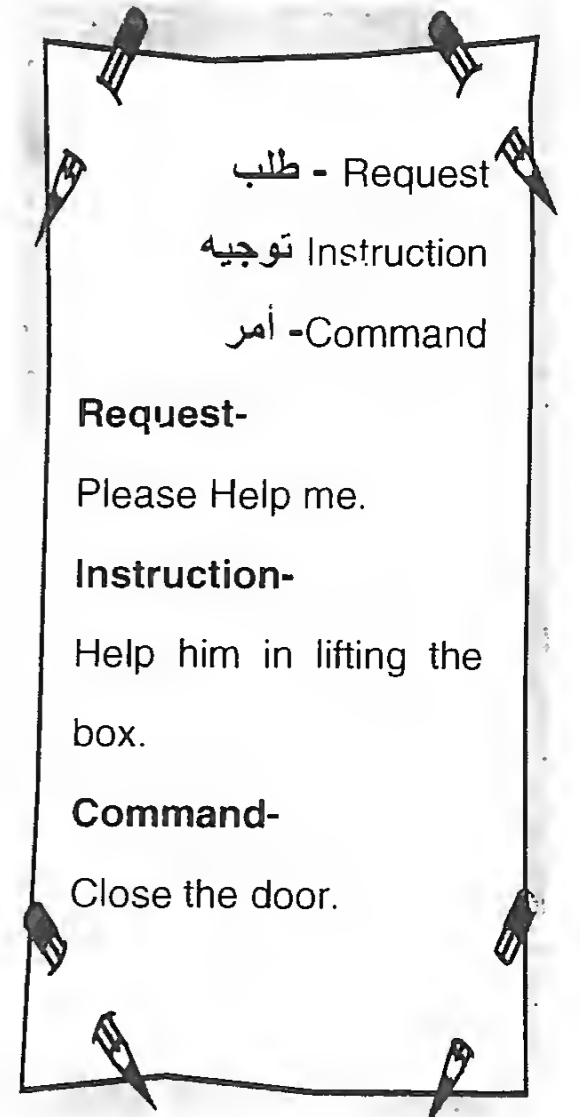 طلب - Request
توجيه Instruction
أمر -Command
Request-
Please Help me.
Instruction-
Help him in lifting the
box.
Command-
Close the door.